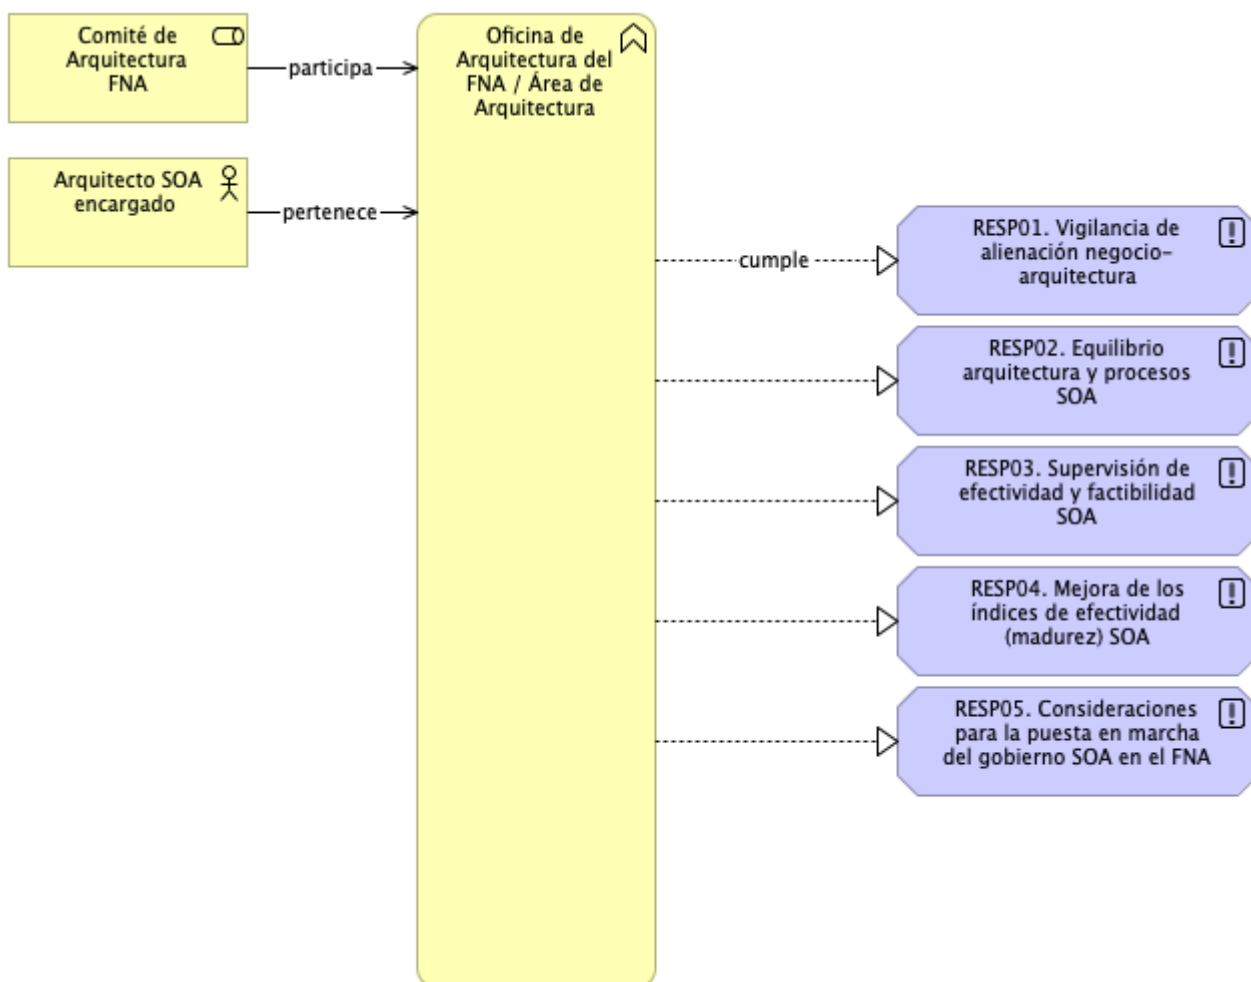 Comité de
Arquitectura
FNA
participa
Arquitecto SOA
encargado
pertenece
Oficina de
Arquitectura del
FNA / Área de
Arquitectura
cumple
RESP01. Vigilancia de
alienación negocio-
arquitectura
RESP02. Equilibrio
arquitectura y procesos
SOA
RESP03. Supervisión de
efectividad y factibilidad
SOA
RESP04. Mejora de los
índices de efectividad
(madurez) SOA
RESP05. Consideraciones
para la puesta en marcha
del gobierno SOA en el FNA